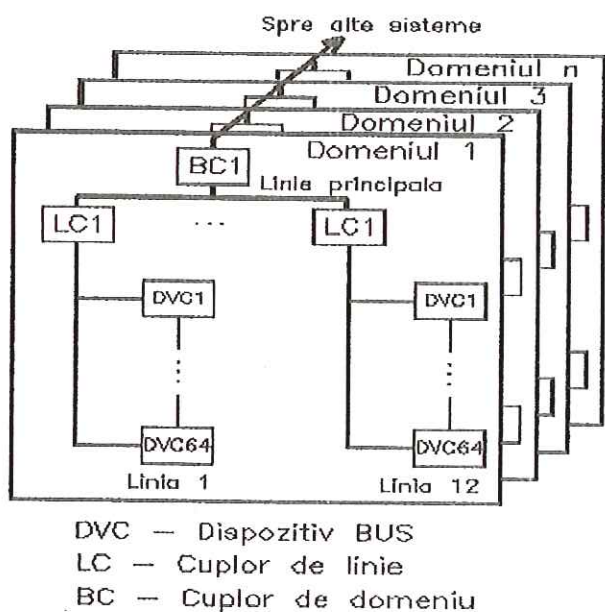 Spre alte sisteme
Domeniul n
Domeniul 3
Domeniul 2
Domeniul 1
BC1
Linie principala
LC1
...
LC1
DVC1
DVC1
DVC64
DVC64
Linia 1
Linia 12
DVC – Dispozitiv BUS
LC – Cuplor de linie
BC – Cuplor de domeniu